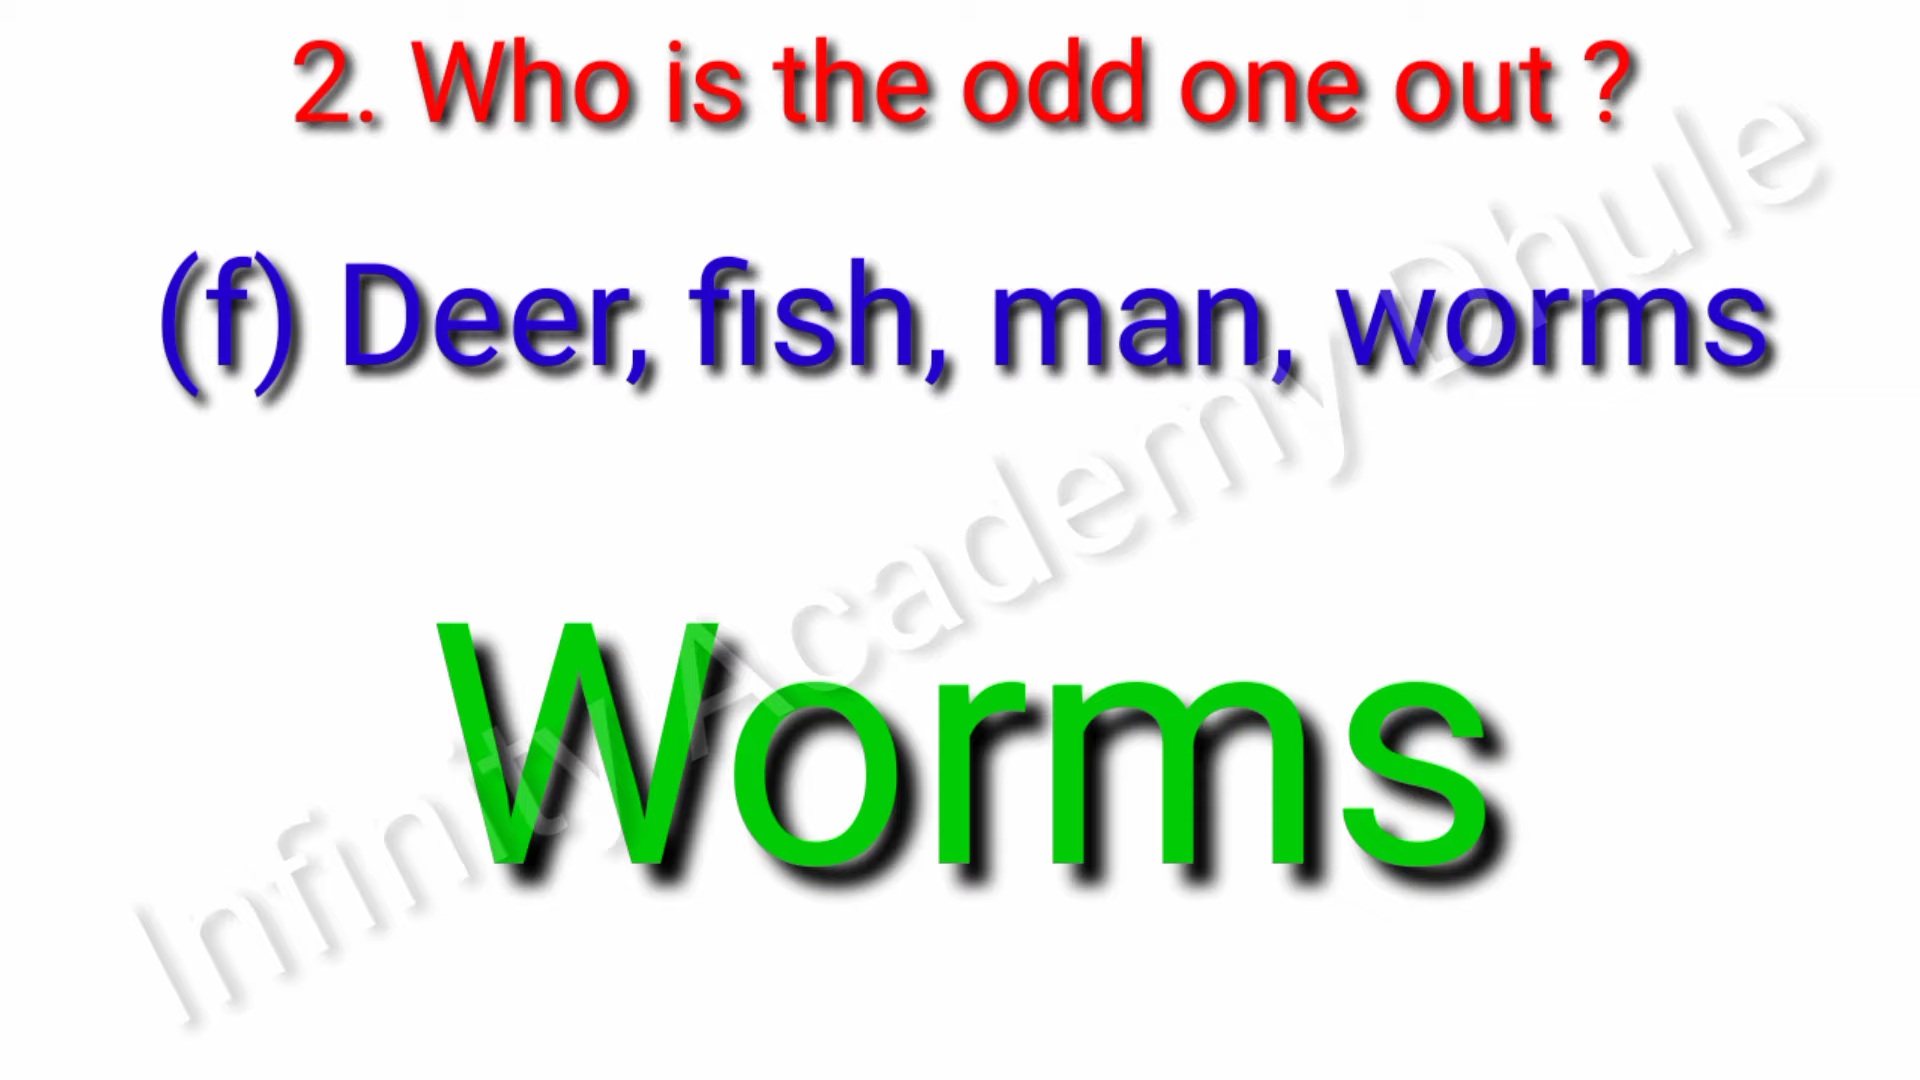 2. Who is the odd one out ?
(f) Deer, fish, man, worms
Worms
Infinity Academy Dhule